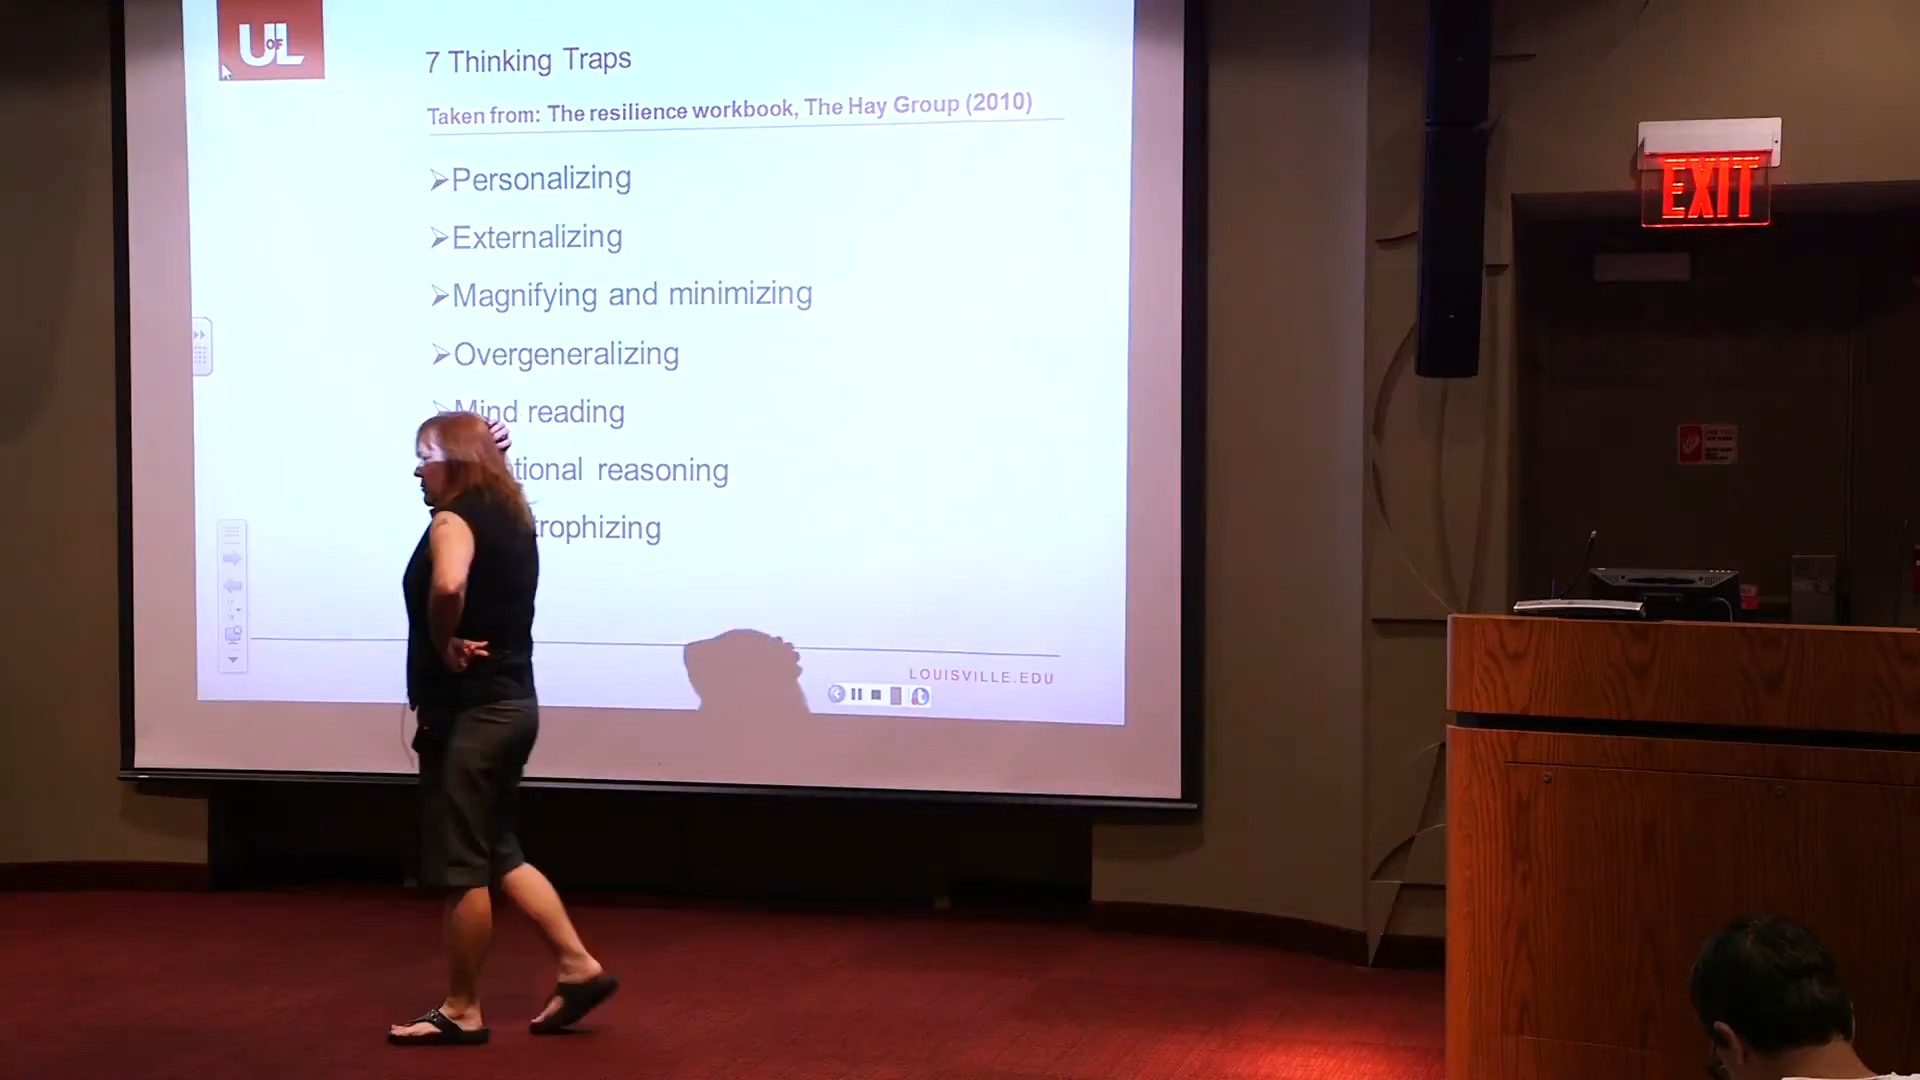 UofL
7 Thinking Traps
Taken from: The resilience workbook, The Hay Group (2010)
➢Personalizing
➢Externalizing
➢Magnifying and minimizing
➢Overgeneralizing
➢Mind reading
tional reasoning
trophizing
LOUISVILLE.EDU
EXIT